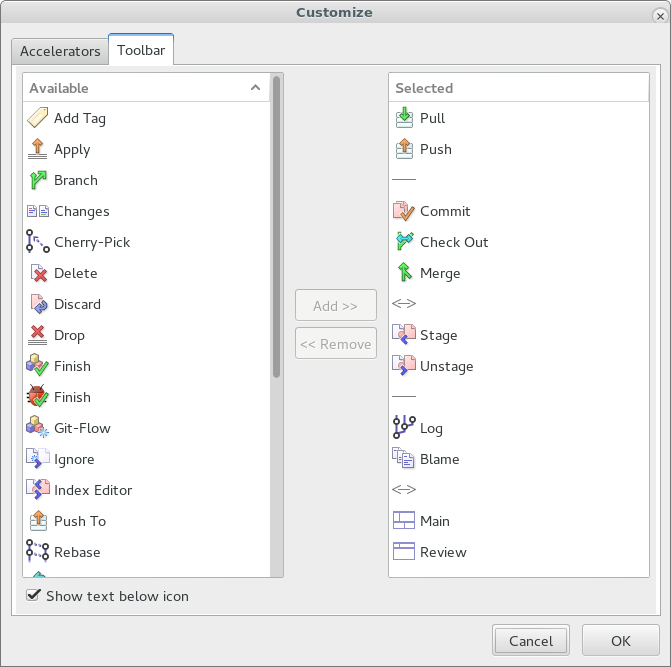 Customize
Accelerators
Toolbar
Available
Add Tag
Apply
Branch
Changes
Cherry-Pick
Delete
Discard
Drop
Finish
Finish
Git-Flow
Ignore
Index Editor
Push To
Rebase
Add >>
<< Remove
Selected
Pull
Push
Commit
Check Out
Merge
<->
Stage
Unstage
Log
Blame
<->
Main
Review
Show text below icon
Cancel
OK